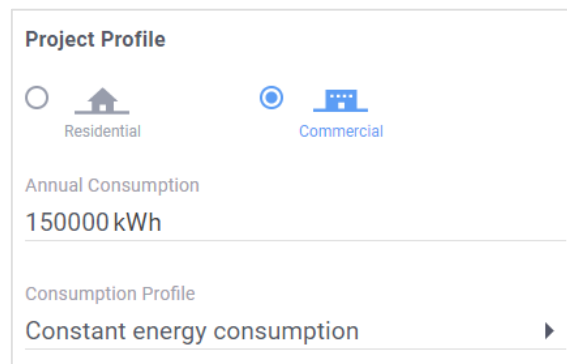 Project Profile
Residential
Commercial
Annual Consumption
150000 kWh
Consumption Profile
Constant energy consumption